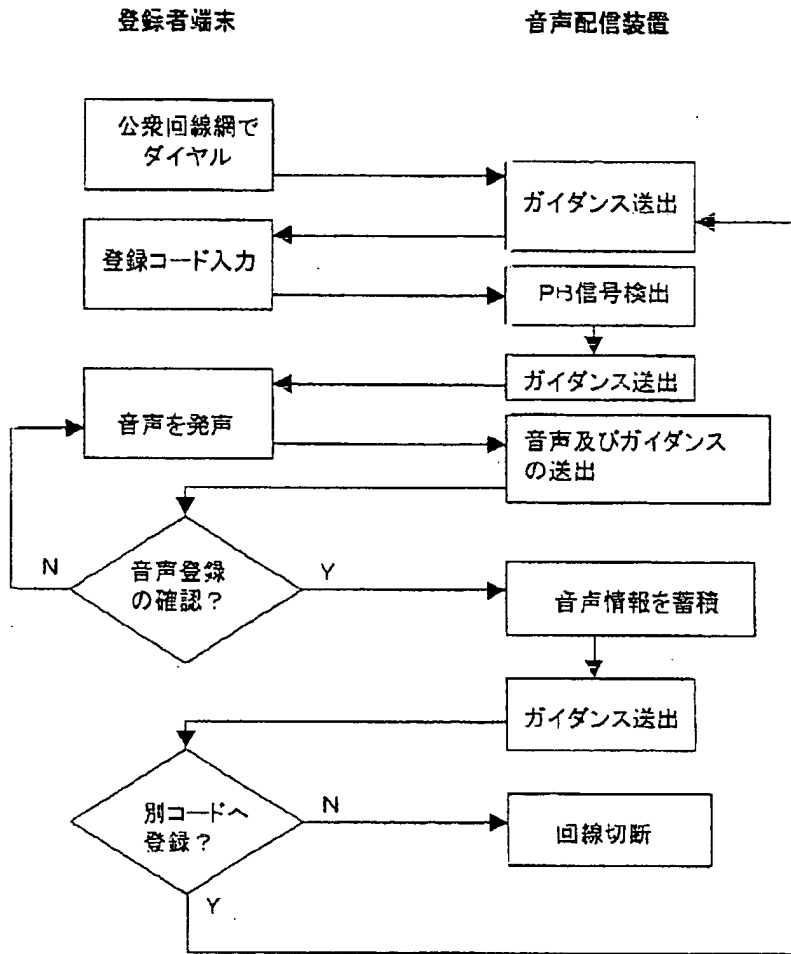 登録者端末
音声配信装置
公衆回線網で
ダイヤル
ガイダンス送出
登録コード入力
PB信号検出
ガイダンス送出
音声を発声
音声及びガイダンス
の送出
N
音声登録
の確認？
Y
音声情報を蓄積
ガイダンス送出
別コードへ
登録？
N
回線切断
Y